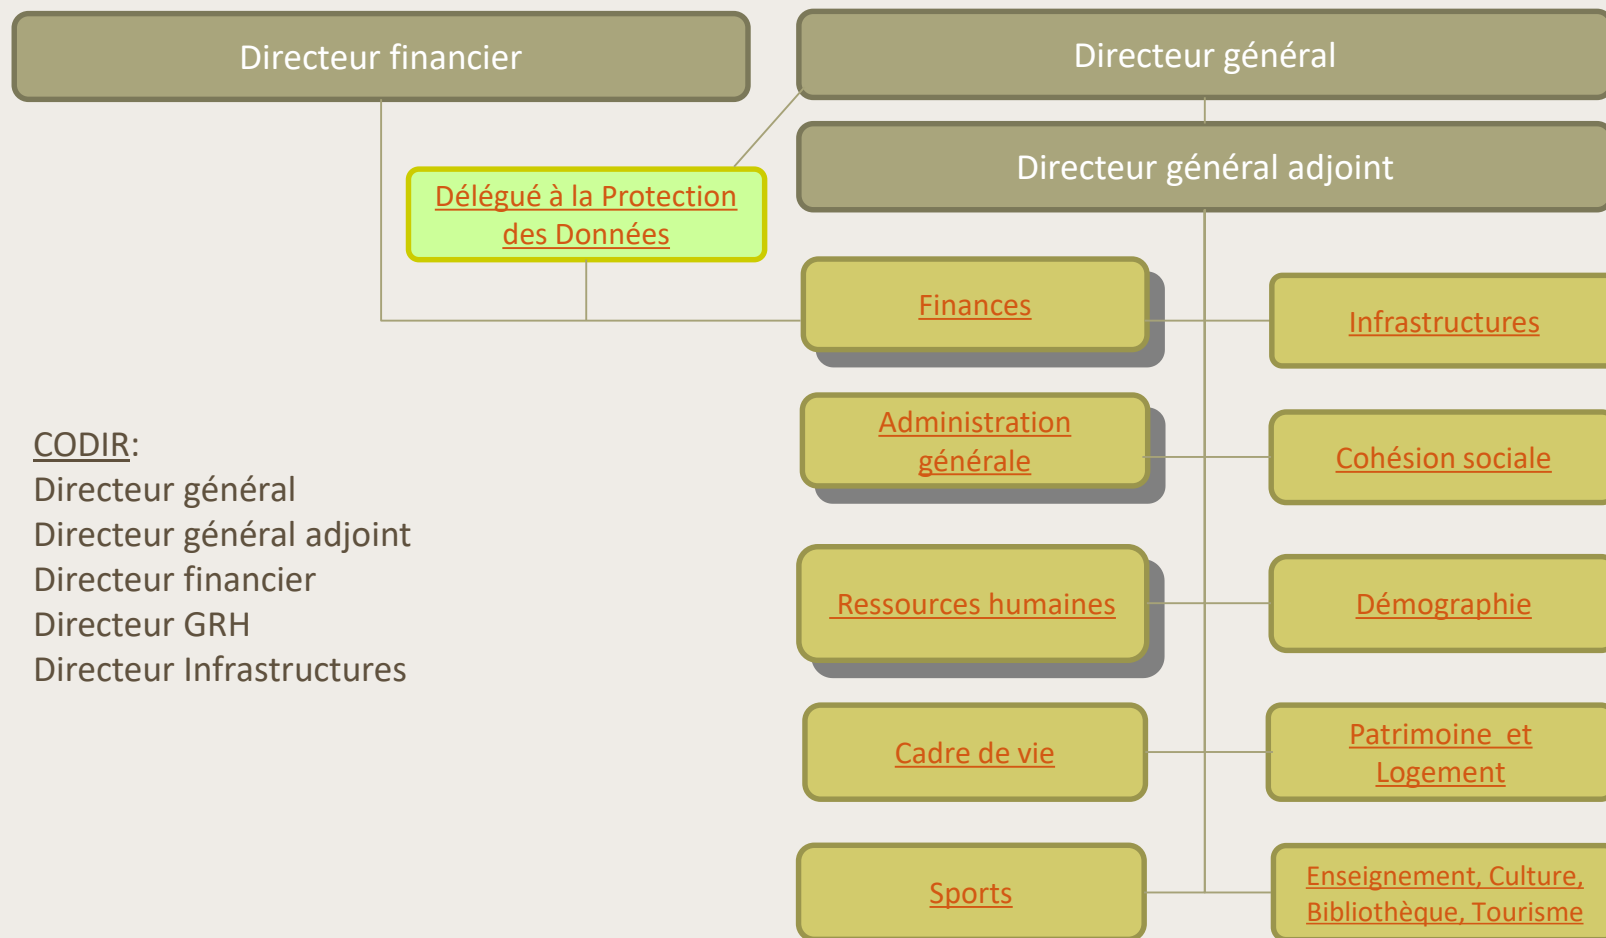 Directeur financier
Directeur général
Directeur général adjoint
Délégué à la Protection
des Données
Finances
Infrastructures
Administration
générale
Cohésion sociale
CODIR:
Directeur général
Directeur général adjoint
Directeur financier
Directeur GRH
Directeur Infrastructures
Ressources humaines
Démographie
Cadre de vie
Patrimoine  et
Logement
Sports
Enseignement, Culture,
Bibliothèque, Tourisme